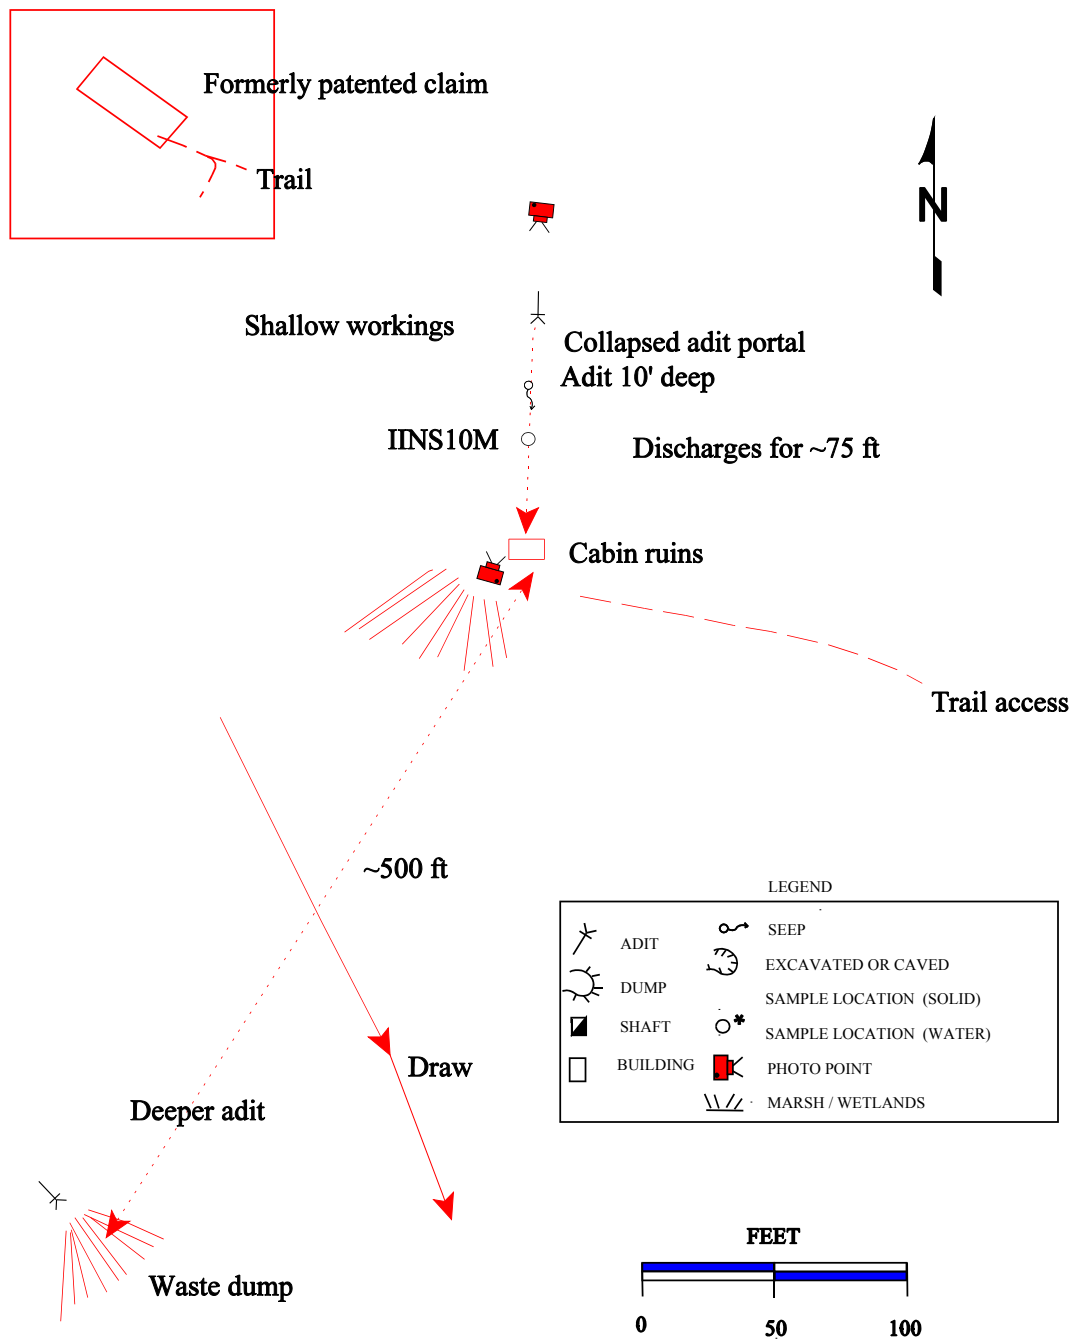 Formerly patented claim
Trail
N
Shallow workings
Collapsed adit portal
Adit 10' deep
IINS10M
Discharges for ~75 ft
Cabin ruins
Trail access
~500 ft
Draw
Deeper adit
Waste dump
LEGEND
ADIT
DUMP
SHAFT
BUILDING
SEEP
EXCAVATED OR CAVED
SAMPLE LOCATION (SOLID)
SAMPLE LOCATION (WATER)
PHOTO POINT
MARSH / WETLANDS
FEET
0 50 100